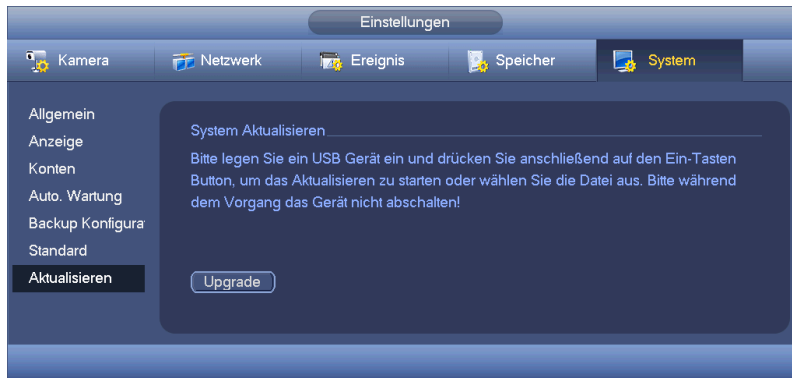 Einstellungen
Kamera
Netzwerk
Ereignis
Speicher
System
Allgemein
Anzeige
Konten
Auto. Wartung
Backup Konfigura
Standard
Aktualisieren
System Aktualisieren
Bitte legen Sie ein USB Gerät ein und drücken Sie anschließend auf den Ein-Tasten
Button, um das Aktualisieren zu starten oder wählen Sie die Datei aus. Bitte während
dem Vorgang das Gerät nicht abschalten!
Upgrade